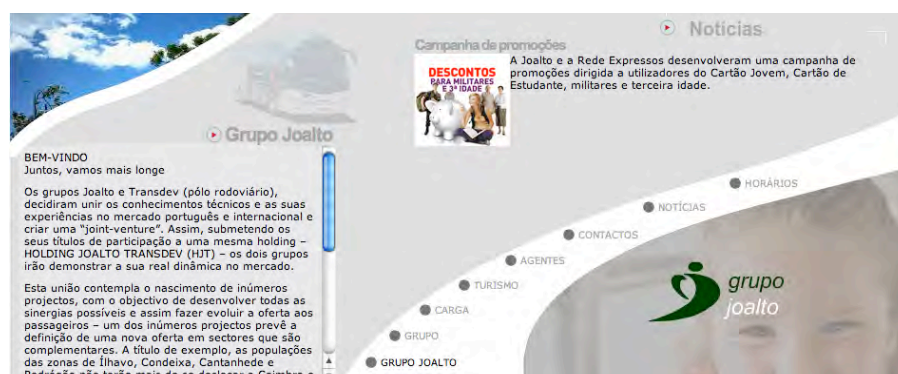 Notícias
Campanha de promoções
DESCONTOS
PARA MILITARES
E 3ª IDADE
A Joalto e a Rede Expressos desenvolveram uma campanha de
promoções dirigida a utilizadores do Cartão Jovem, Cartão de
Estudante, militares e terceira idade.
Grupo Joalto
BEM-VINDO
Juntos, vamos mais longe
Os grupos Joalto e Transdev (pólo rodoviário),
decidiram unir os conhecimentos técnicos e as suas
experiências no mercado português e internacional e
criar uma “joint-venture”. Assim, submetendo os
seus títulos de participação a uma mesma holding –
HOLDING JOALTO TRANSDEV (HJT) – os dois grupos
irão demonstrar a sua real dinâmica no mercado.
Esta união contempla o nascimento de inúmeros
projectos, com o objectivo de desenvolver todas as
sinergias possíveis e assim fazer evoluir a oferta aos
passageiros – um dos inúmeros projectos prevê a
definição de uma nova oferta em sectores que são
complementares. A título de exemplo, as populações
das zonas de Ílhavo, Condeixa, Cantanhede e
HORÁRIOS
NOTÍCIAS
CONTACTOS
AGENTES
TURISMO
CARGA
GRUPO
GRUPO JOALTO
grupo
joalto